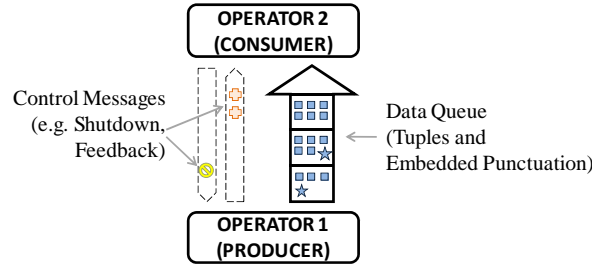 OPERATOR 2
(CONSUMER)
Control Messages
(e.g. Shutdown,
Feedback)
Data Queue
(Tuples and
Embedded Punctuation)
OPERATOR 1
(PRODUCER)